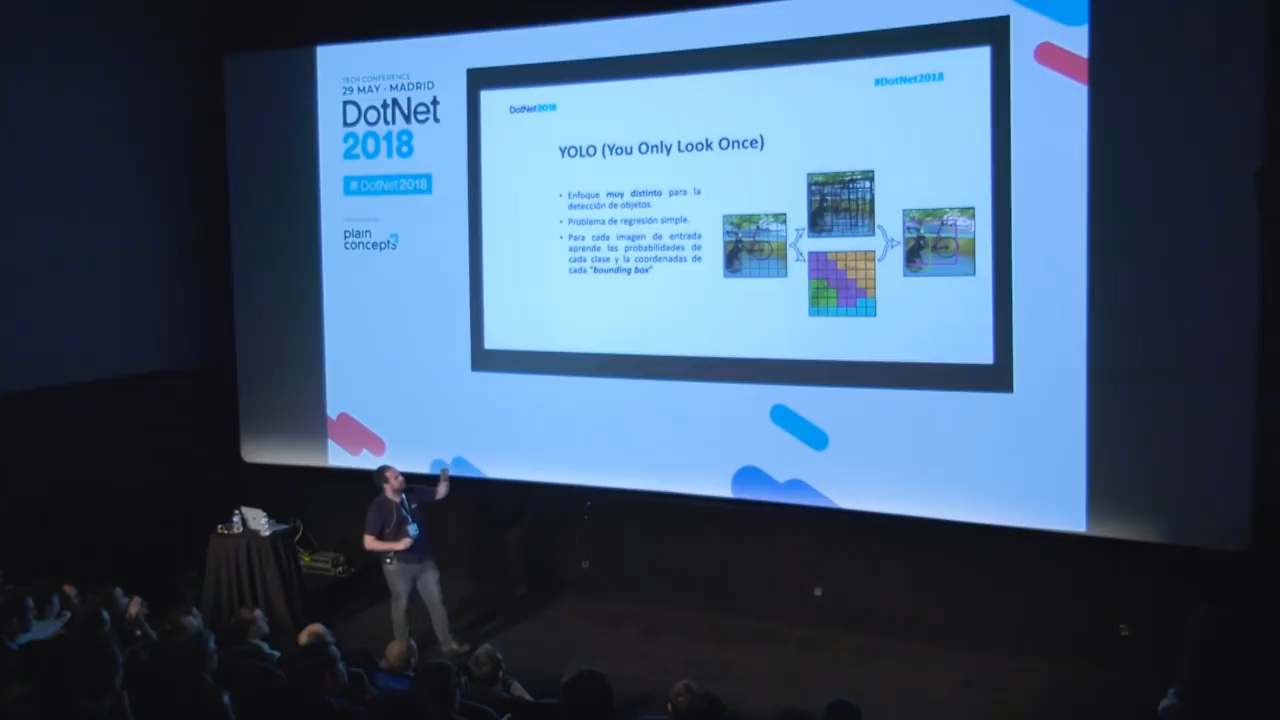 TECH CONFERENCE
29 MAY - MADRID
DotNet
2018
#DotNet2018
plain
concepts
DotNet2018
#DotNet2018
YOLO (You Only Look Once)
• Enfoque muy distinto para la
detección de objetos.
• Problema de regresión simple.
• Para cada imagen de entrada
aprende las probabilidades de
cada clase y la coordenadas de
cada "bounding box"